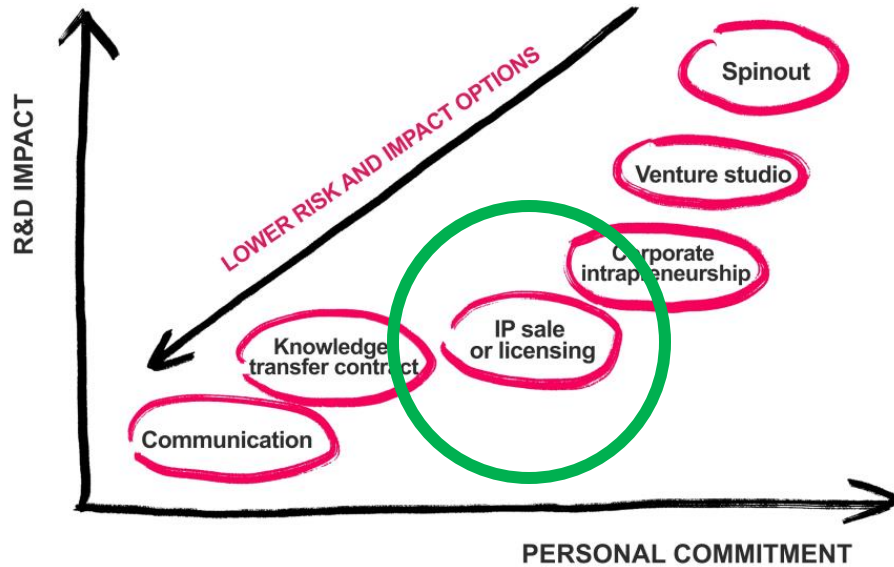 R&D IMPACT
LOWER RISK AND IMPACT OPTIONS
Spinout
Venture studio
Corporate
intrapreneurship
IP sale
or licensing
Knowledge
transfer contract
Communication
PERSONAL COMMITMENT